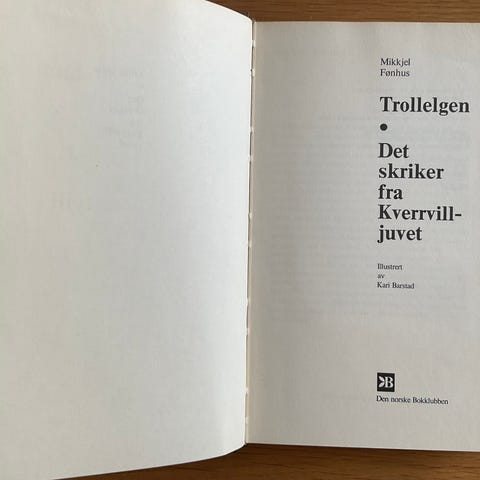 Mikkjel
Fønhus
Trollelgen
•
Det
skriker
fra
Kverrvill-
juvet
Illustrert
av
Kari Barstad
B
Den norske Bokklubben